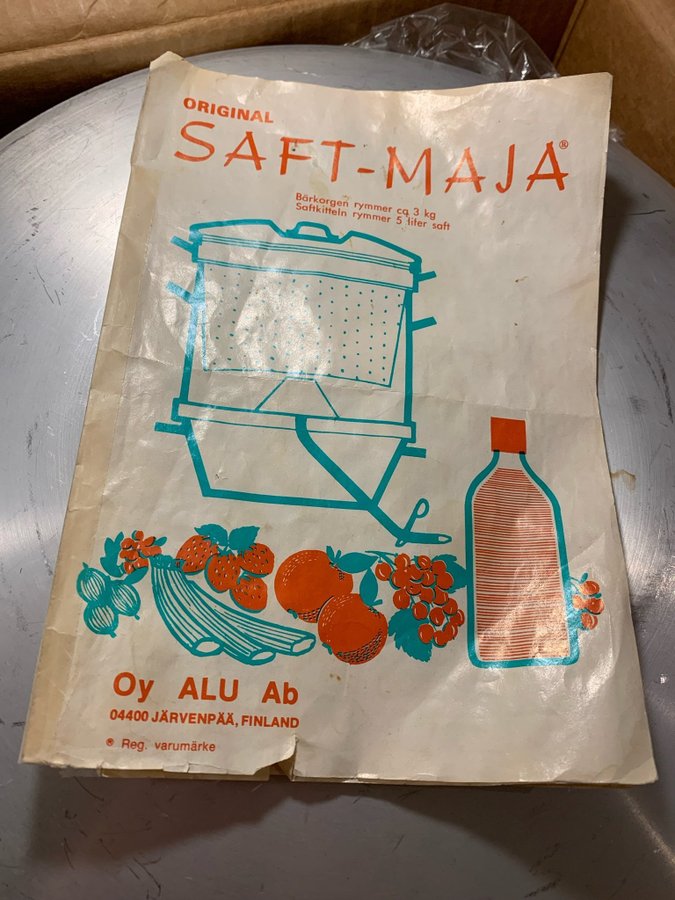 ORIGINAL
SAFT-MAJA®
Bärkorgen rymmer ca 3 kg
Saftkitteln rymmer 5 liter saft
Oy ALU Ab
04400 JÄRVENPÄÄ, FINLAND
® Reg. varumärke